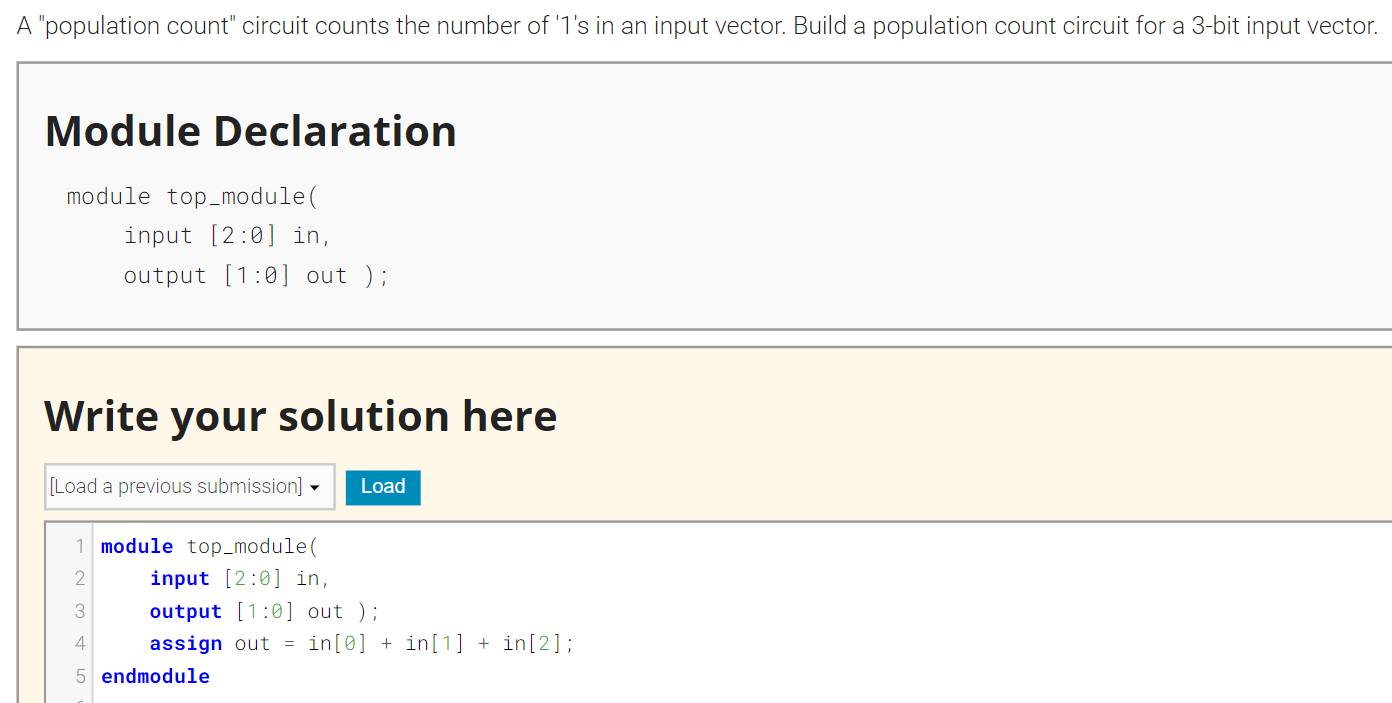 A "population count" circuit counts the number of '1's in an input vector. Build a population count circuit for a 3-bit input vector.
Module Declaration
module top_module(
    input [2:0] in,
    output [1:0] out );
Write your solution here
[Load a previous submission]
Load
1 module top_module(
2     input [2:0] in,
3     output [1:0] out );
4     assign out = in[0] + in[1] + in[2];
5 endmodule